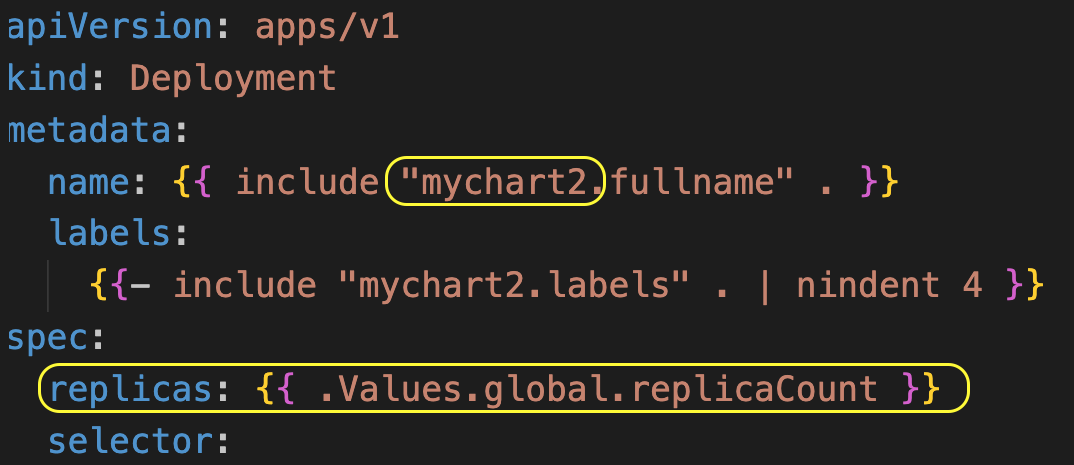 apiVersion: apps/v1
kind: Deployment
metadata:
  name: {{ include "mychart2.fullname" . }}
  labels:
    {{- include "mychart2.labels" . | nindent 4 }}
spec:
  replicas: {{ .Values.global.replicaCount }}
  selector: